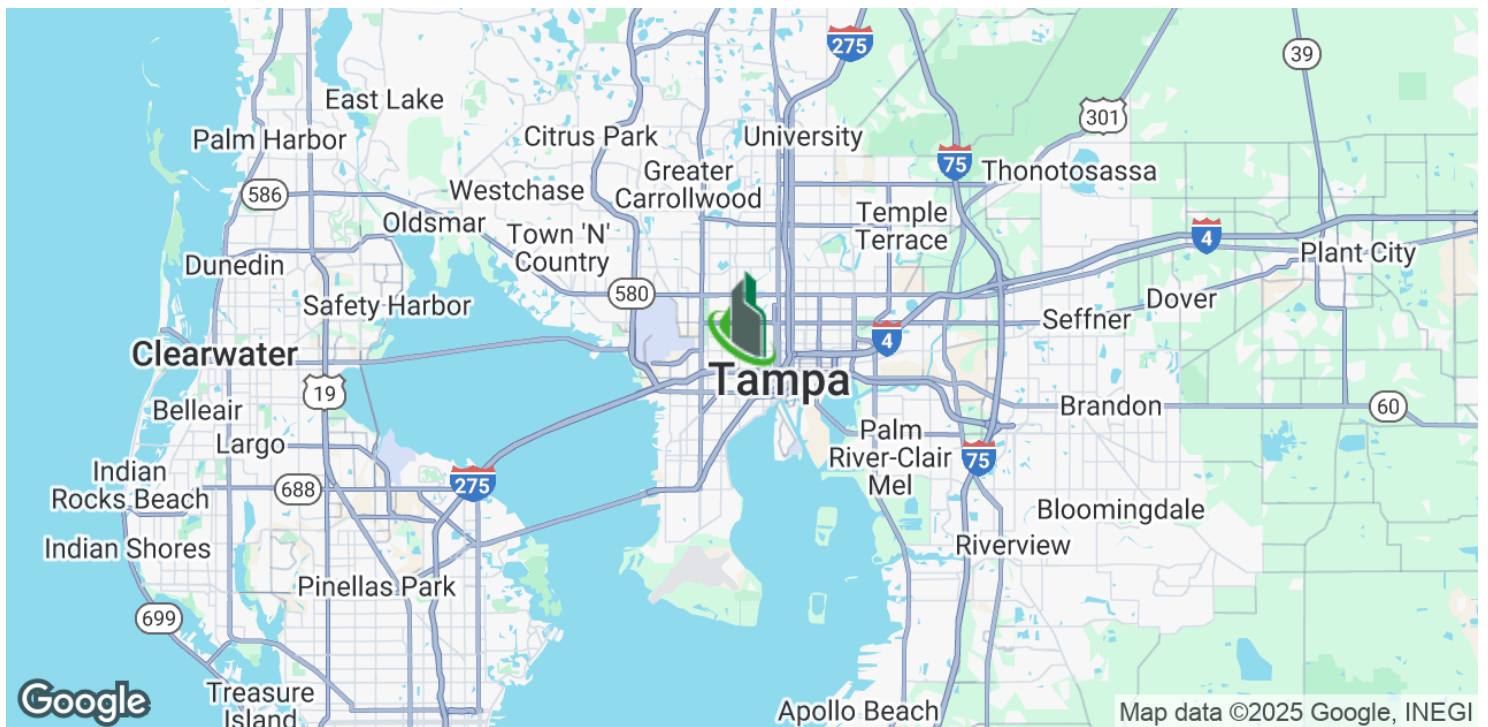 275
39
East Lake
301
Palm Harbor
Citrus Park
University
75
Thonotosassa
586
Westchase
Greater
Carrollwood
Oldsmar
Temple
Terrace
4
Town 'N'
Country
Plant City
Dunedin
580
Safety Harbor
Dover
Seffner
4
Clearwater
Tampa
19
Belleair
Brandon
60
Largo
Palm
River-Clair
Mel
75
Indian
Rocks Beach
688
275
Bloomingdale
Indian Shores
Riverview
Pinellas Park
699
Treasure
Island
Apollo Beach
Google
Map data ©2025 Google, INEGI